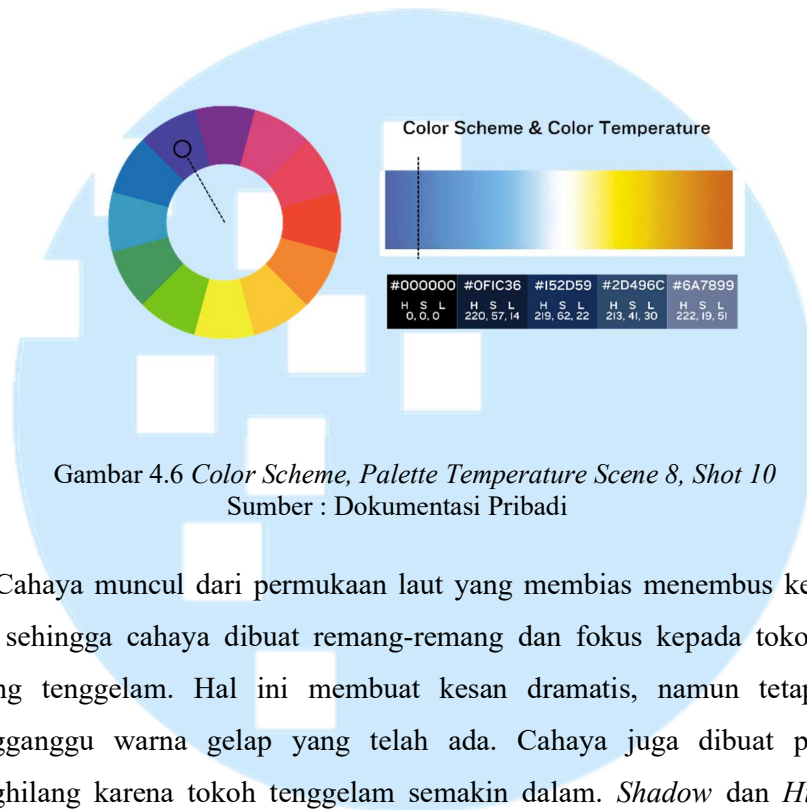 Color Scheme & Color Temperature
#000000 #0F1C36 #152D59 #2D496C #6A7899
H S L H S L H S L H S L H S L
0, 0, 0 220, 57, 14 219, 62, 22 213, 41, 30 222, 19, 51
Gambar 4.6 Color Scheme, Palette Temperature Scene 8, Shot 10
Sumber : Dokumentasi Pribadi
Cahaya muncul dari permukaan laut yang membias menembus ke
sehingga cahaya dibuat remang-remang dan fokus kepada toko
ng tenggelam. Hal ini membuat kesan dramatis, namun tetap
gganggu warna gelap yang telah ada. Cahaya juga dibuat p
ghilang karena tokoh tenggelam semakin dalam. Shadow dan H